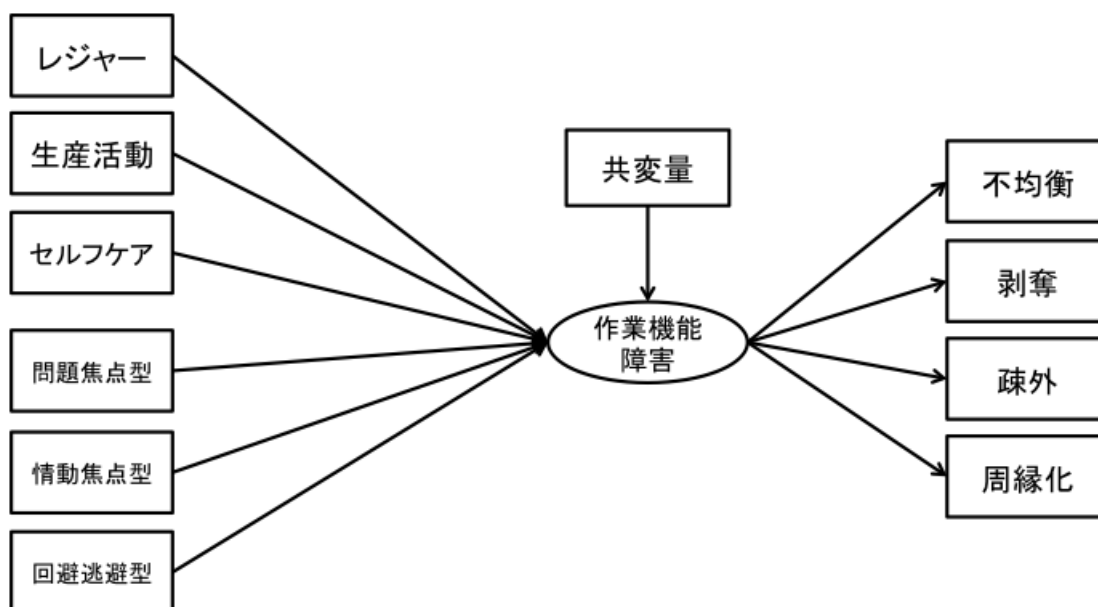 レジャー
生産活動
セルフケア
問題焦点型
情動焦点型
回避逃避型
共変量
作業機能
障害
不均衡
剥奪
疎外
周縁化